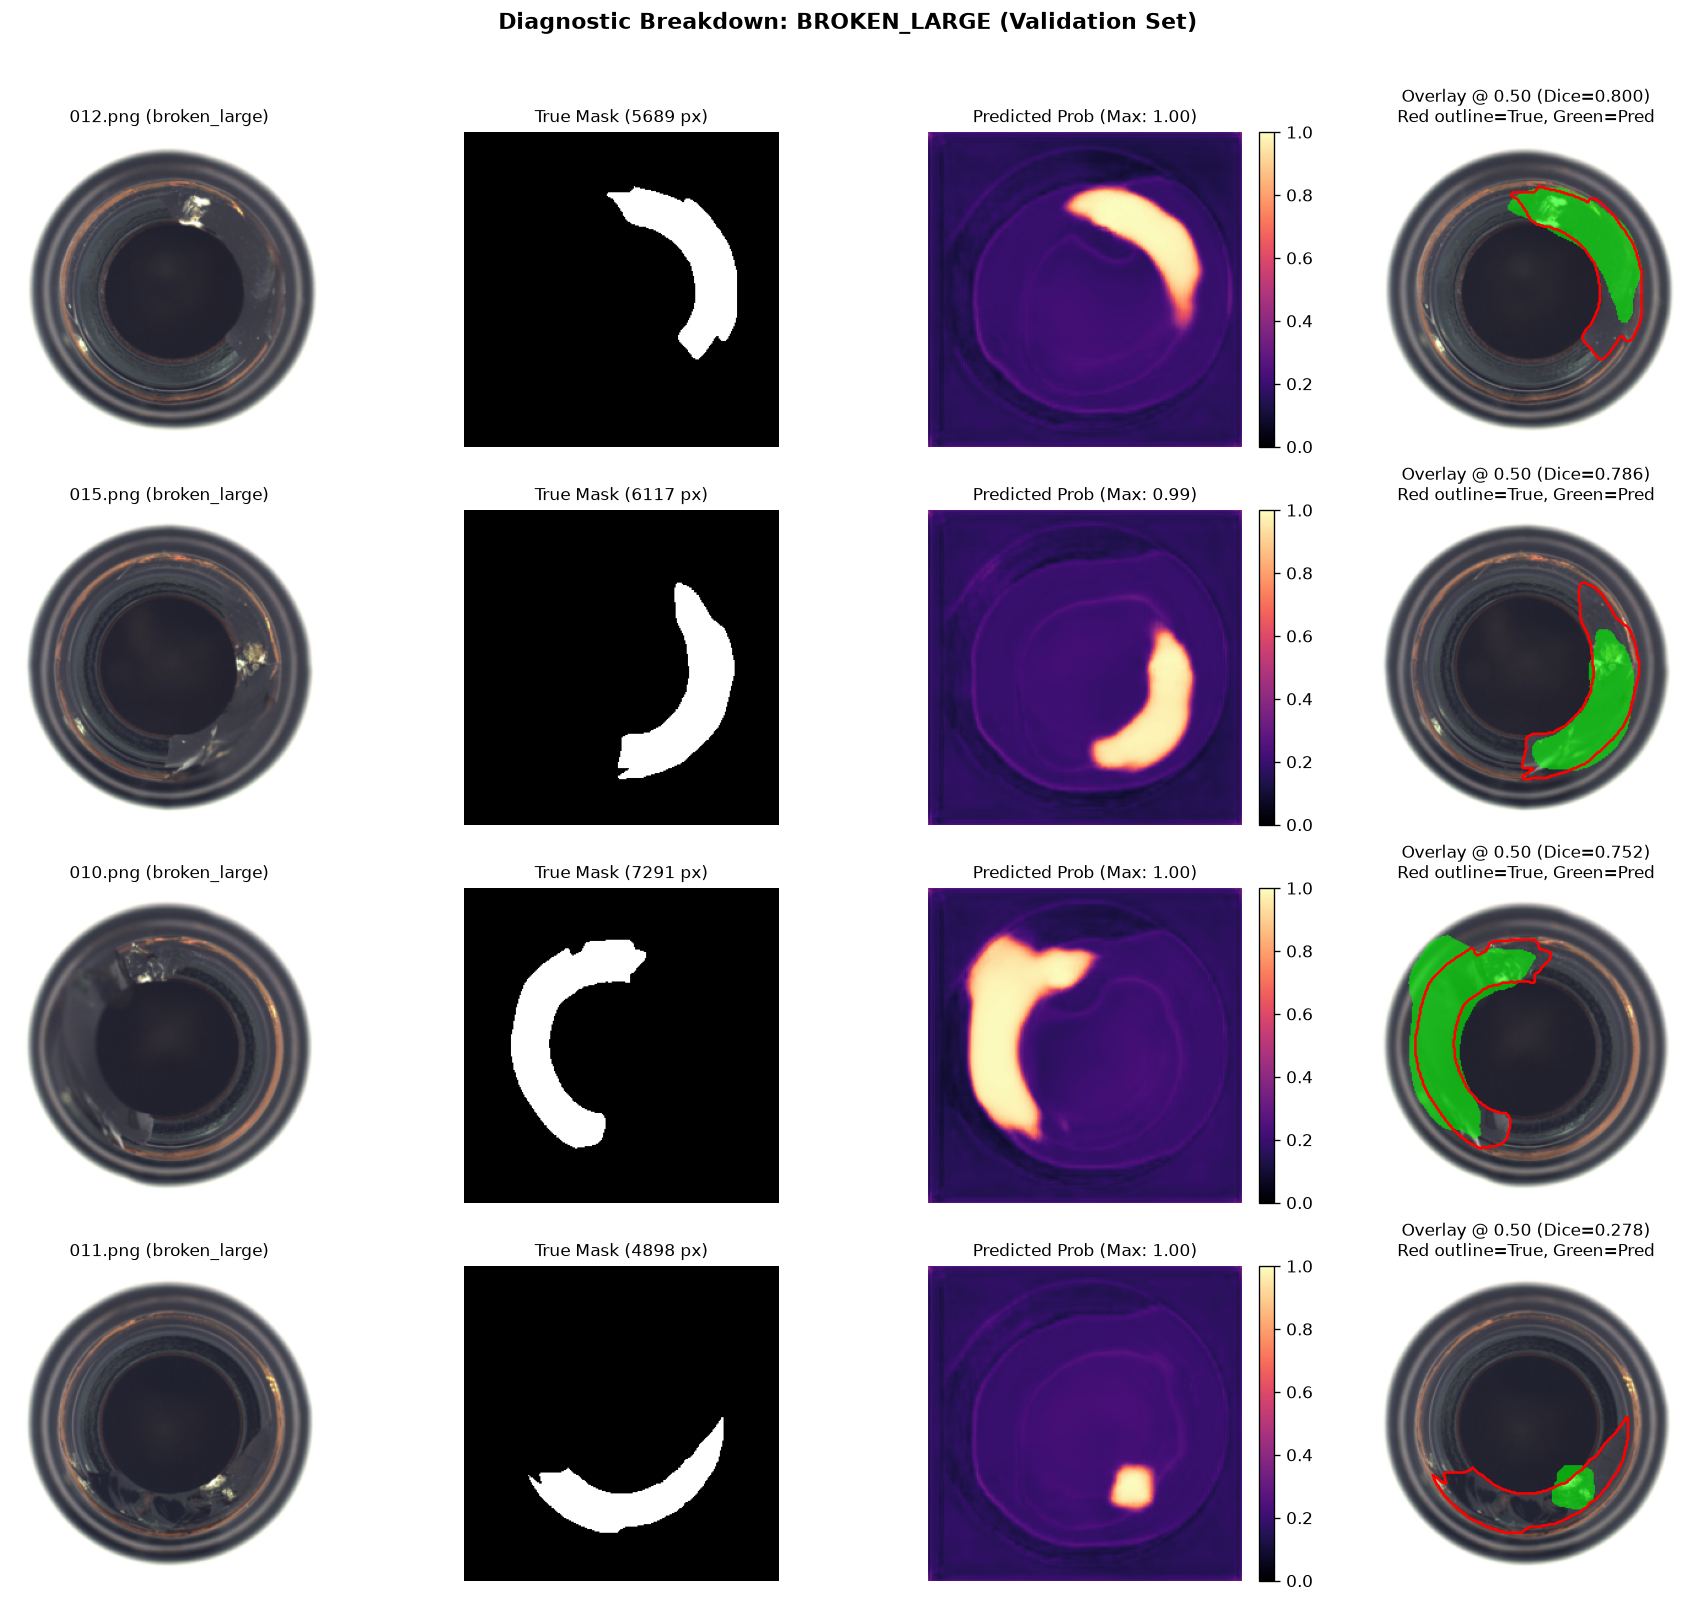 Diagnostic Breakdown: BROKEN_LARGE (Validation Set)
012.png (broken_large)
True Mask (5689 px)
Predicted Prob (Max: 1.00)
Overlay @ 0.50 (Dice=0.800)
Red outline=True, Green=Pred
1.0
0.8
0.6
0.4
0.2
0.0
015.png (broken_large)
True Mask (6117 px)
Predicted Prob (Max: 0.99)
Overlay @ 0.50 (Dice=0.786)
Red outline=True, Green=Pred
1.0
0.8
0.6
0.4
0.2
0.0
010.png (broken_large)
True Mask (7291 px)
Predicted Prob (Max: 1.00)
Overlay @ 0.50 (Dice=0.752)
Red outline=True, Green=Pred
1.0
0.8
0.6
0.4
0.2
0.0
011.png (broken_large)
True Mask (4898 px)
Predicted Prob (Max: 1.00)
Overlay @ 0.50 (Dice=0.278)
Red outline=True, Green=Pred
1.0
0.8
0.6
0.4
0.2
0.0